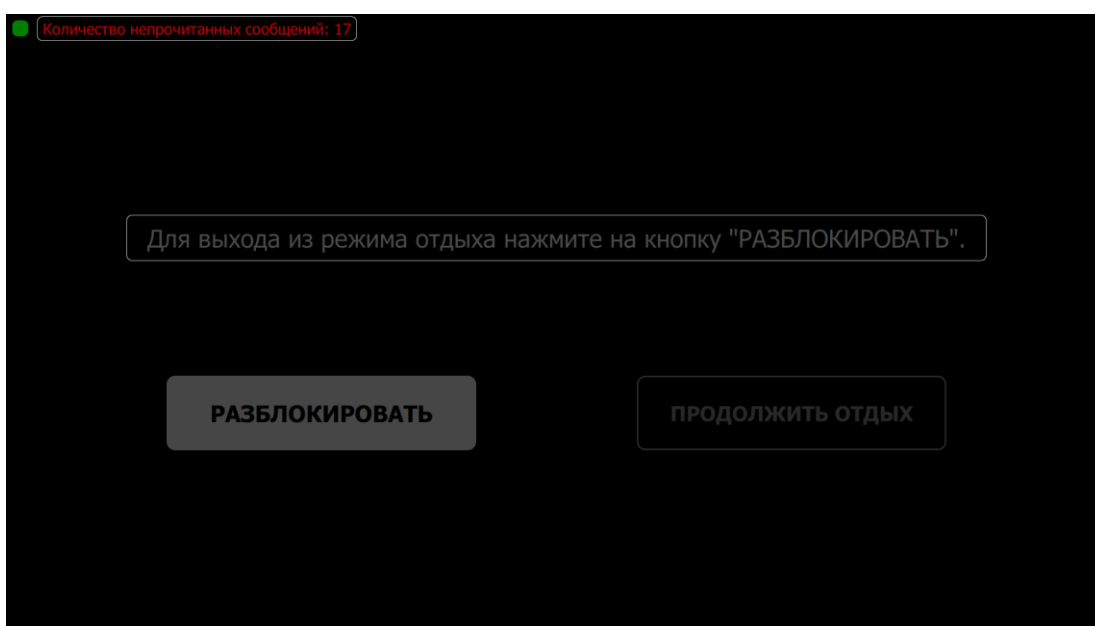 Количество непрочитанных сообщений: 17
Для выхода из режима отдыха нажмите на кнопку "РАЗБЛОКИРОВАТЬ".
РАЗБЛОКИРОВАТЬ
ПРОДОЛЖИТЬ ОТДЫХ